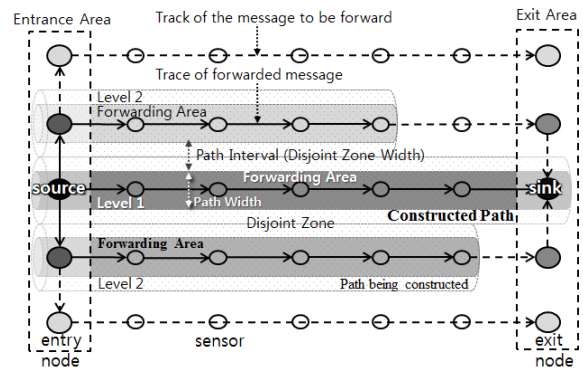 Track of the message to be forward
Entrance Area
Exit Area
Trace of forwarded message
Level 2
Forwarding Area
Path Interval (Disjoint Zone Width)
Forwarding Area
source
sink
Level 1
Path Width
Constructed Path
Disjoint Zone
Forwarding Area
Level 2
Path being constructed
entry
node
sensor
exit
node